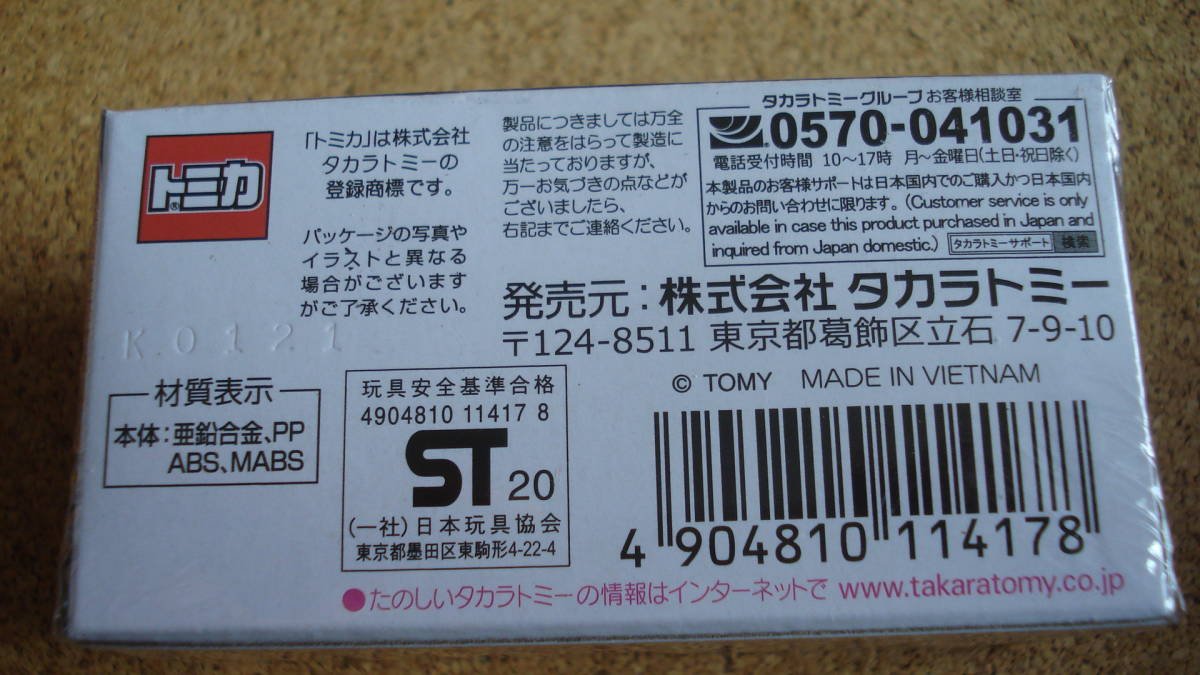 トミカ®
「トミカ」は株式会社
タカラトミーの
登録商標です。
パッケージの写真や
イラストと異なる
場合がございます
がご了承ください。
K 0 1 2 1
製品につきましては万全
の注意をはらって製造に
当たっておりますが、
万一お気づきの点などが
ございましたら、
右記までご連絡ください。
タカラトミーグループお客様相談室
0570-041031
電話受付時間 10〜17時 月〜金曜日(土日・祝日除く)
本製品のお客様サポートは日本国内でのご購入かつ日本国内
からのお問い合わせに限ります。(Customer service is only
available in case this product purchased in Japan and
inquired from Japan domestic.) タカラトミーサポート 検索
発売元:株式会社 タカラトミー
〒124-8511 東京都葛飾区立石 7-9-10
© TOMY MADE IN VIETNAM
材質表示
本体:亜鉛合金、PP
ABS、MABS
玩具安全基準合格
4904810 11417 8
ST 20
(一社)日本玩具協会
東京都墨田区東駒形4-22-4
4 904810 114178
●たのしいタカラトミーの情報はインターネットで www.takaratomy.co.jp